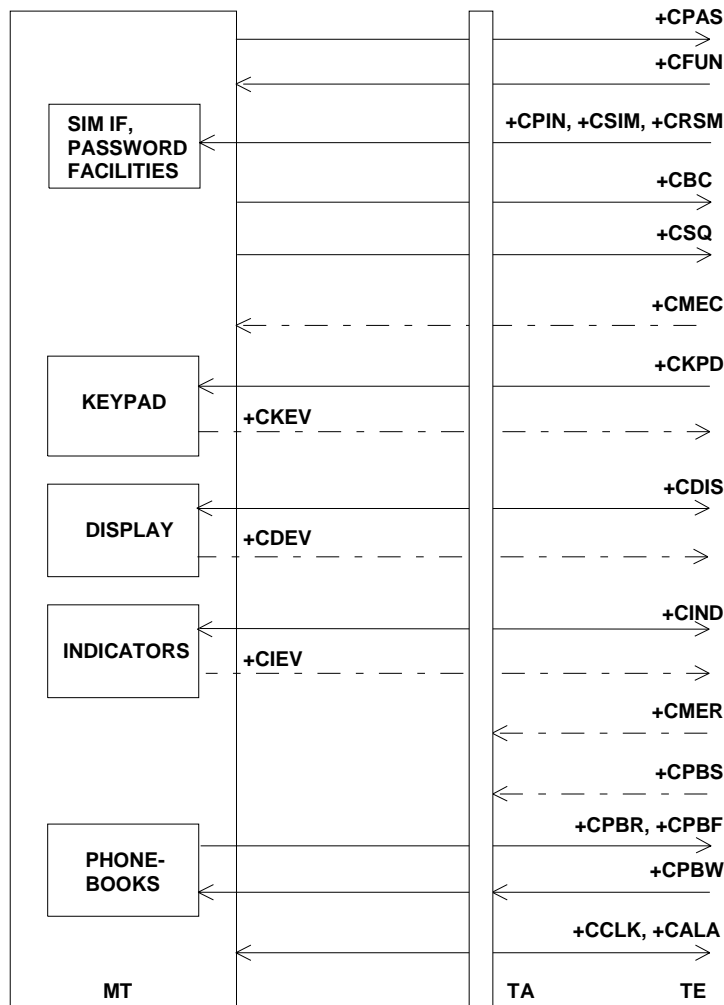 +CPAS
+CFUN
SIM IF,
PASSWORD
FACILITIES
+CPIN, +CSIM, +CRSM
+CBC
+CSQ
+CMEC
+CKPD
KEYPAD
+CKEV
+CDIS
DISPLAY
+CDEV
+CIND
INDICATORS
+CIEV
+CMER
+CPBS
+CPBR, +CPBF
PHONE-
BOOKS
+CPBW
+CCLK, +CALA
MT
TA
TE